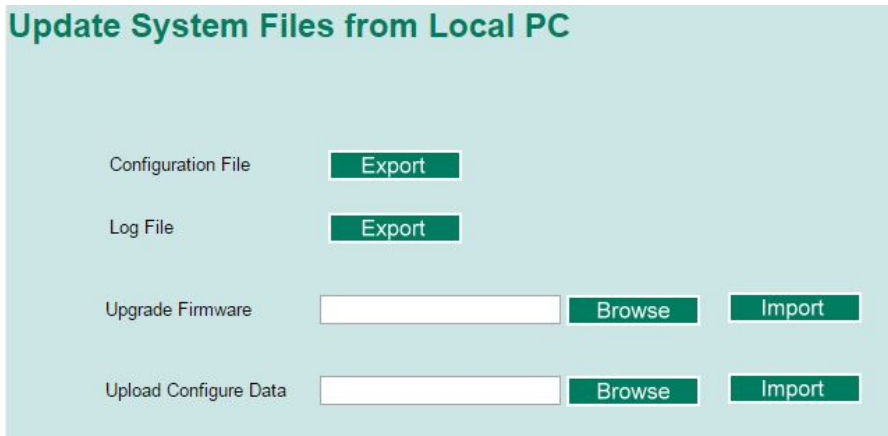 Update System Files from Local PC
Configuration File Export
Log File Export
Upgrade Firmware Browse Import
Upload Configure Data Browse Import